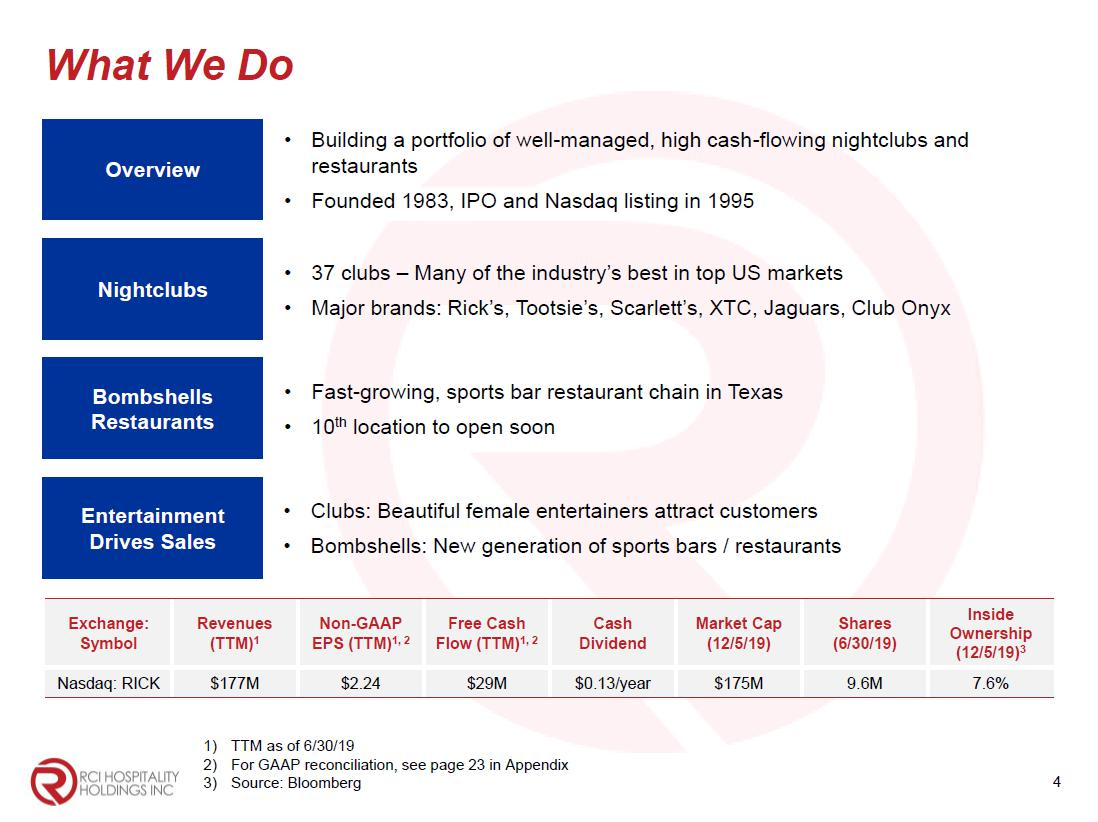 What We Do
Overview
• Building a portfolio of well-managed, high cash-flowing nightclubs and
restaurants
• Founded 1983, IPO and Nasdaq listing in 1995
Nightclubs
• 37 clubs – Many of the industry’s best in top US markets
• Major brands: Rick’s, Tootsie’s, Scarlett’s, XTC, Jaguars, Club Onyx
Bombshells
Restaurants
• Fast-growing, sports bar restaurant chain in Texas
• 10th location to open soon
Entertainment
Drives Sales
• Clubs: Beautiful female entertainers attract customers
• Bombshells: New generation of sports bars / restaurants
Exchange:
Symbol
Revenues
(TTM)1
Non-GAAP
EPS (TTM)1, 2
Free Cash
Flow (TTM)1, 2
Cash
Dividend
Market Cap
(12/5/19)
Shares
(6/30/19)
Inside
Ownership
(12/5/19)3
Nasdaq: RICK $177M $2.24 $29M $0.13/year $175M 9.6M 7.6%
1) TTM as of 6/30/19
2) For GAAP reconciliation, see page 23 in Appendix
3) Source: Bloomberg
RCI HOSPITALITY
HOLDINGS INC
4